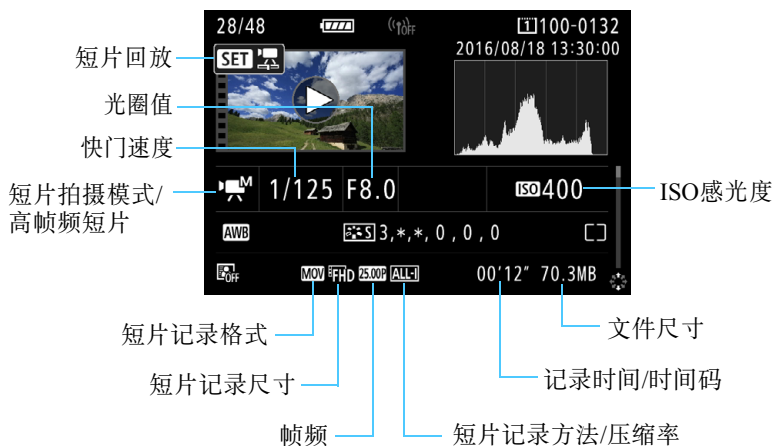 28/48 OFF 1 100-0132
2016/08/18 13:30:00
SET
短片回放
光圈值
快门速度
短片拍摄模式/
高帧频短片
M 1/125 F8.0 ISO 400
ISO感光度
AWB S 3,*,*, 0 , 0 , 0
OFF MOV FHD 25.00P ALL-I 00'12" 70.3MB
短片记录格式
文件尺寸
短片记录尺寸
记录时间/时间码
帧频
短片记录方法/压缩率